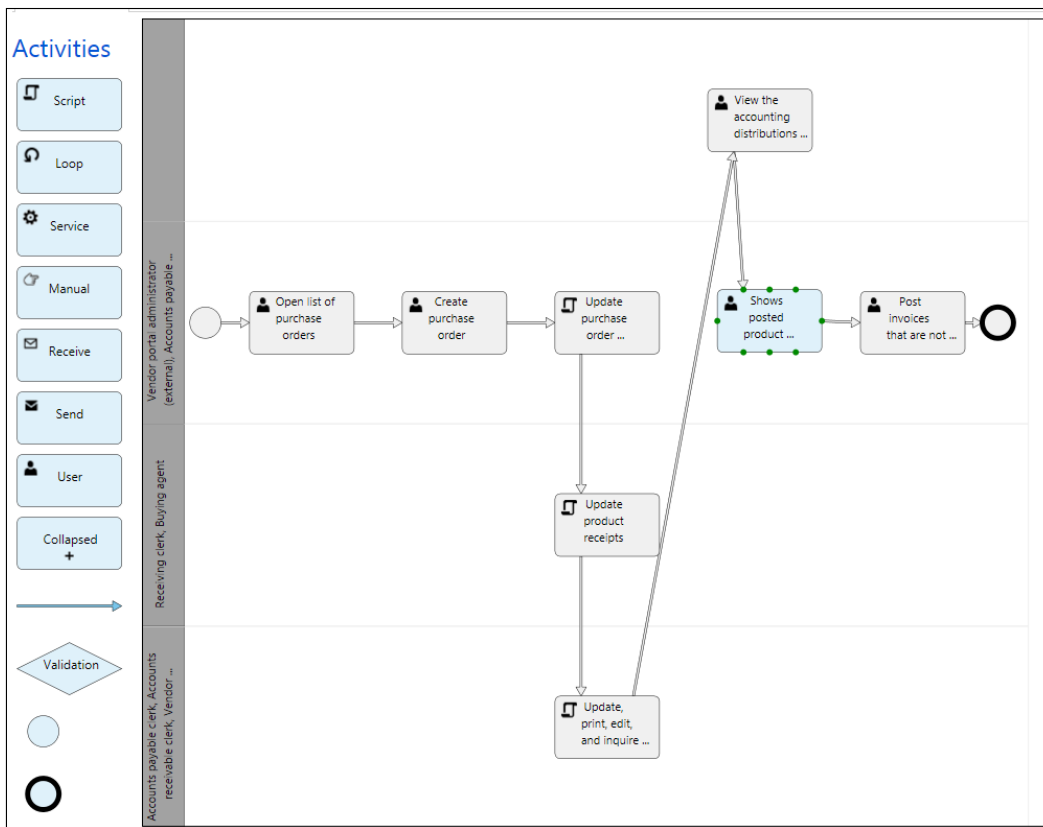 Activities
Script
Loop
Service
Manual
Receive
Send
User
Collapsed
+
Validation
View the
accounting
distributions ...
Vendor portal administrator
(external), Accounts payable ...
Open list of
purchase
orders
Create
purchase
order
Update
purchase
order ...
Shows
posted
product ...
Post
invoices
that are not ...
Receiving clerk, Buying agent
Update
product
receipts
Accounts payable clerk, Accounts
receivable clerk, Vendor ...
Update,
print, edit,
and inquire ...